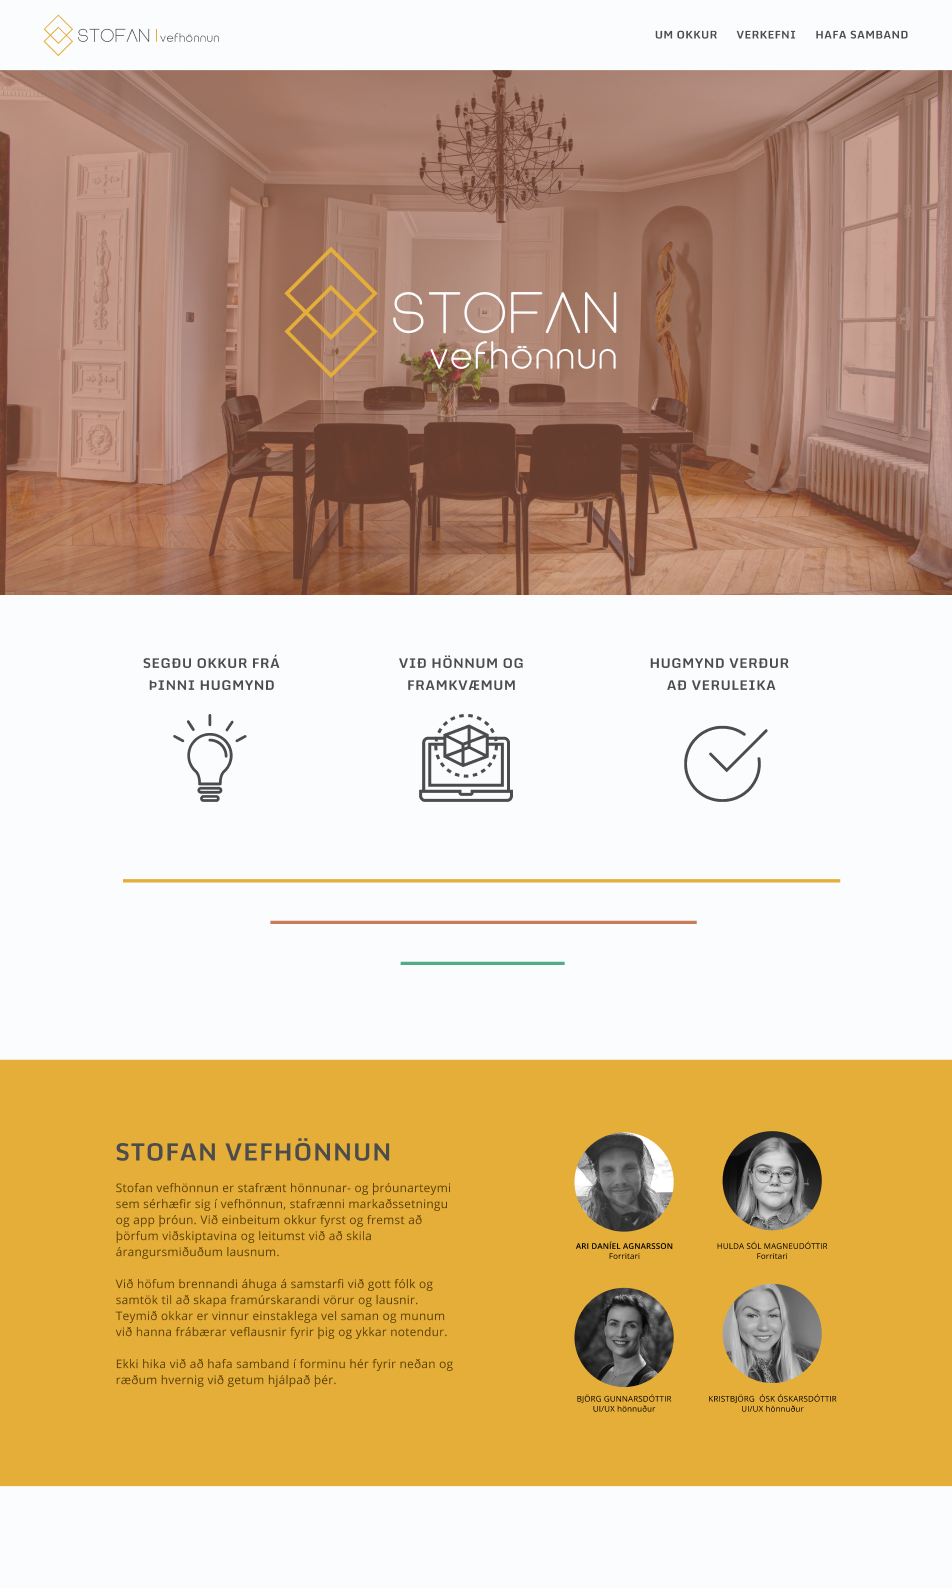 STOFAN | vefhönnun
UM OKKUR VERKEFNI HAFA SAMBAND
STOFAN
vefhönnun
SEGÐU OKKUR FRÁ
ÞINNI HUGMYND
VIÐ HÖNNUM OG
FRAMKVÆMUM
HUGMYND VERÐUR
AÐ VERULEIKA
STOFAN VEFHÖNNUN
Stofan vefhönnun er stafrænt hönnunar- og þróunarteymi
sem sérhæfir sig í vefhönnun, stafrænni markaðssetningu
og app þróun. Við einbeitum okkur fyrst og fremst að
þörfum viðskiptavina og leitumst við að skila
árangursmiðuðum lausnum.
Við höfum brennandi áhuga á samstarfi við gott fólk og
samtök til að skapa framúrskarandi vörur og lausnir.
Teymið okkar er vinnur einstaklega vel saman og munum
við hanna frábærar veflausnir fyrir þig og ykkar notendur.
Ekki hika við að hafa samband í forminu hér fyrir neðan og
ræðum hvernig við getum hjálpað þér.
ARI DANÍEL AGNARSSON
Forritari
HULDA SÓL MAGNEUDÓTTIR
Forritari
BJÖRG GUNNARSDÓTTIR
UI/UX hönnuður
KRISTBJÖRG ÓSK ÓSKARSDÓTTIR
UI/UX hönnuður